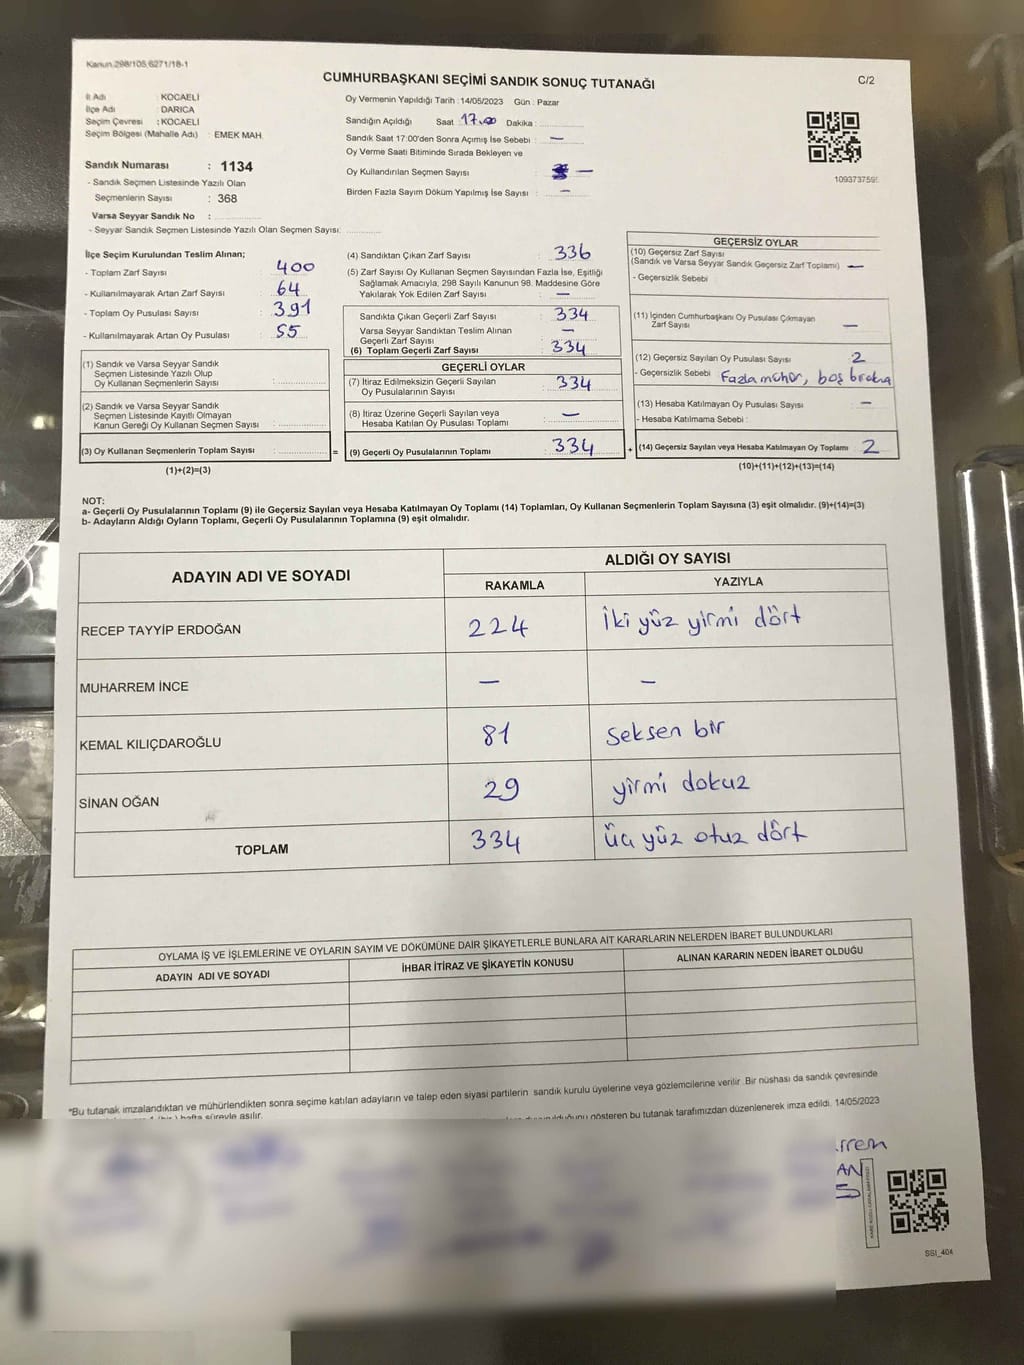 Kanun.298/105,6271/18-1
CUMHURBAŞKANI SEÇİMİ SANDIK SONUÇ TUTANAĞI
C/2
İl Adı : KOCAELİ
İlçe Adı : DARICA
Seçim Çevresi : KOCAELİ
Seçim Bölgesi (Mahalle Adı) : EMEK MAH.
Sandık Numarası : 1134
- Sandık Seçmen Listesinde Yazılı Olan
Seçmenlerin Sayısı : 368
Varsa Seyyar Sandık No :
- Seyyar Sandık Seçmen Listesinde Yazılı Olan Seçmen Sayısı:
Oy Vermenin Yapıldığı Tarih :14/05/2023 Gün : Pazar
Sandığın Açıldığı Saat :17.00 Dakika :
Sandık Saat 17:00'den Sonra Açımış İse Sebebi : —
Oy Verme Saati Bitiminde Sırada Bekleyen ve
Oy Kullandırılan Seçmen Sayısı : —
Birden Fazla Sayım Döküm Yapılmış İse Sayısı : —
109373759
İlçe Seçim Kurulundan Teslim Alınan;
- Toplam Zarf Sayısı : 400
- Kullanılmayarak Artan Zarf Sayısı : 64
- Toplam Oy Pusulası Sayısı : 391
- Kullanılmayarak Artan Oy Pusulası : 55
(1) Sandık ve Varsa Seyyar Sandık
Seçmen Listesinde Yazılı Olup
Oy Kullanan Seçmenlerin Sayısı :
(2) Sandık ve Varsa Seyyar Sandık
Seçmen Listesinde Kayıtlı Olmayan
Kanun Gereği Oy Kullanan Seçmen Sayısı :
(3) Oy Kullanan Seçmenlerin Toplam Sayısı : =
(1)+(2)=(3)
(4) Sandıktan Çıkan Zarf Sayısı : 336
(5) Zarf Sayısı Oy Kullanan Seçmen Sayısından Fazla İse, Eşitliği
Sağlamak Amacıyla, 298 Sayılı Kanunun 98. Maddesine Göre
Yakılarak Yok Edilen Zarf Sayısı : —
Sandıkta Çıkan Geçerli Zarf Sayısı : 334
Varsa Seyyar Sandıktan Teslim Alınan
Geçerli Zarf Sayısı : —
(6) Toplam Geçerli Zarf Sayısı : 334
GEÇERLİ OYLAR
(7) İtiraz Edilmeksizin Geçerli Sayılan
Oy Pusulalarının Sayısı : 334
(8) İtiraz Üzerine Geçerli Sayılan veya
Hesaba Katılan Oy Pusulası Toplamı : —
(9) Geçerli Oy Pusulalarının Toplamı : 334 +
GEÇERSİZ OYLAR
(10) Geçersiz Zarf Sayısı
(Sandık ve Varsa Seyyar Sandık Geçersiz Zarf Toplamı) : —
- Geçersizlik Sebebi
(11) İçinden Cumhurbaşkanı Oy Pusulası Çıkmayan
Zarf Sayısı : —
(12) Geçersiz Sayılan Oy Pusulası Sayısı : 2
- Geçersizlik Sebebi : Fazla mühür, boş bırakma
(13) Hesaba Katılmayan Oy Pusulası Sayısı : —
- Hesaba Katılmama Sebebi :
(14) Geçersiz Sayılan veya Hesaba Katılmayan Oy Toplamı : 2
(10)+(11)+(12)+(13)=(14)
NOT:
a- Geçerli Oy Pusulalarının Toplamı (9) ile Geçersiz Sayılan veya Hesaba Katılmayan Oy Toplamı (14) Toplamları, Oy Kullanan Seçmenlerin Toplam Sayısına (3) eşit olmalıdır. (9)+(14)=(3)
b- Adayların Aldığı Oyların Toplamı, Geçerli Oy Pusulalarının Toplamına (9) eşit olmalıdır.
ADAYIN ADI VE SOYADI
ALDIĞI OY SAYISI
RAKAMLA YAZIYLA
RECEP TAYYİP ERDOĞAN 224 iki yüz yirmi dört
MUHARREM İNCE — —
KEMAL KILIÇDAROĞLU 81 seksen bir
SİNAN OĞAN 29 yirmi dokuz
TOPLAM 334 üç yüz otuz dört
OYLAMA İŞ VE İŞLEMLERİNE VE OYLARIN SAYIM VE DÖKÜMÜNE DAİR ŞİKAYETLERLE BUNLARA AİT KARARLARIN NELERDEN İBARET BULUNDUKLARI
ADAYIN ADI VE SOYADI İHBAR İTİRAZ VE ŞİKAYETİN KONUSU ALINAN KARARIN NEDEN İBARET OLDUĞU
*Bu tutanak imzalandıktan ve mühürlendikten sonra seçime katılan adayların ve talep eden siyasi partilerin sandık kurulu üyelerine veya gözlemcilerine verilir .Bir nüshası da sandık çevresinde
hafta süreyle asılır.
gösteren bu tutanak tarafımızdan düzenlenerek imza edildi. 14/05/2023
SSI_404